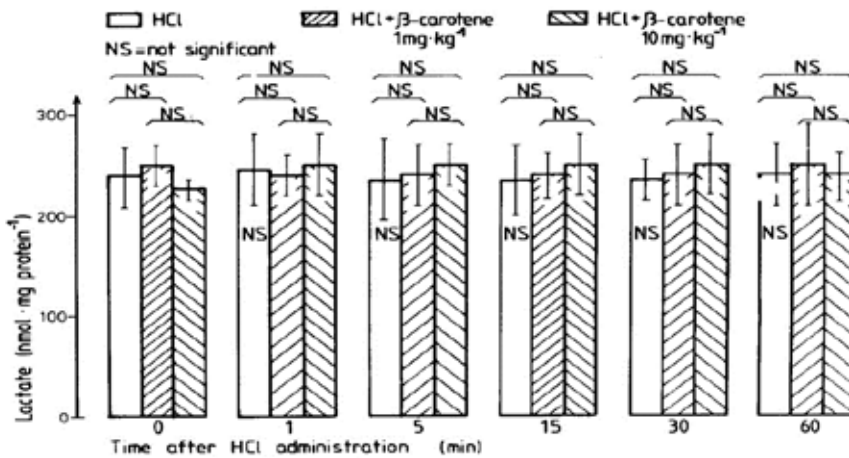 HCl HCl+β-carotene HCl+β-carotene
1mg·kg⁻¹ 10mg·kg⁻¹
NS=not significant
NS NS NS NS NS NS
NS NS NS NS NS NS
NS NS NS NS NS NS
300
200
NS NS NS NS NS
100
0
Lactate (nmol·mg protein⁻¹)
0 1 5 15 30 60
Time after HCl administration (min)